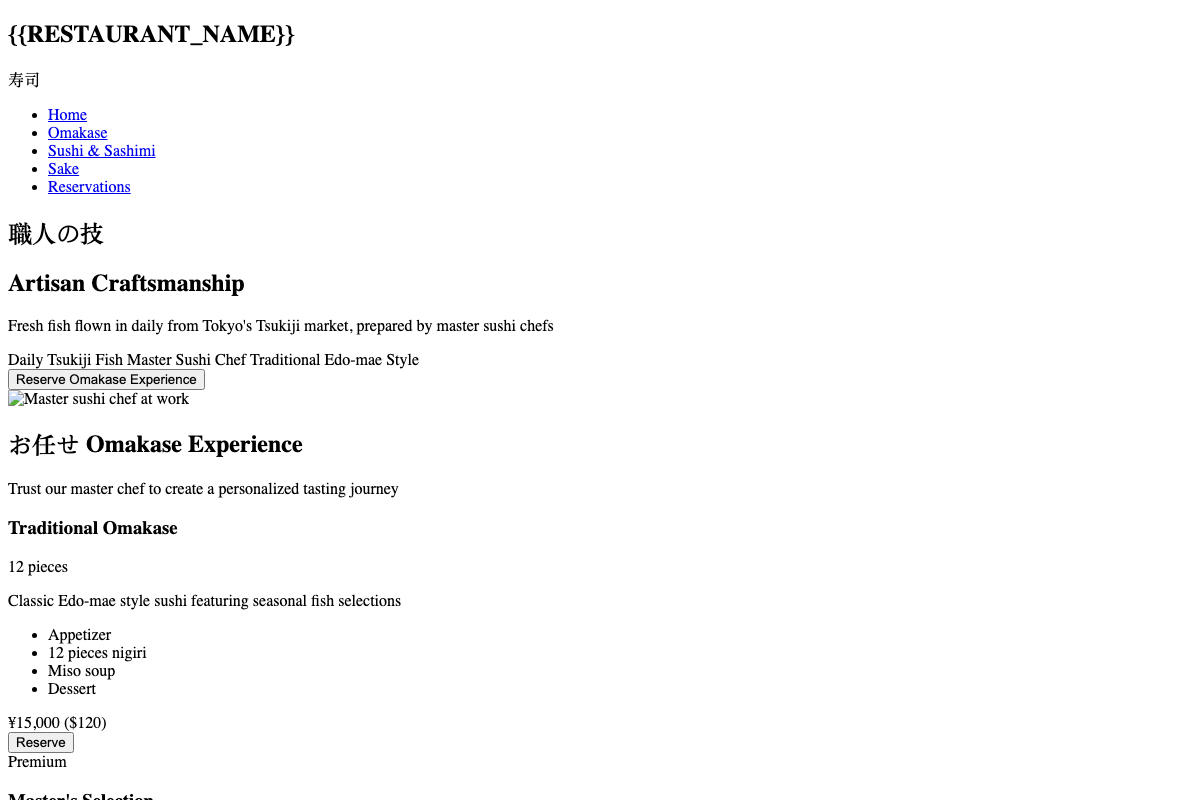 {{RESTAURANT_NAME}}
寿司
Home
Omakase
Sushi & Sashimi
Sake
Reservations
職人の技
Artisan Craftsmanship
Fresh fish flown in daily from Tokyo's Tsukiji market, prepared by master sushi chefs
Daily Tsukiji Fish Master Sushi Chef Traditional Edo-mae Style
Reserve Omakase Experience
Master sushi chef at work
お任せ Omakase Experience
Trust our master chef to create a personalized tasting journey
Traditional Omakase
12 pieces
Classic Edo-mae style sushi featuring seasonal fish selections
Appetizer
12 pieces nigiri
Miso soup
Dessert
¥15,000 ($120)
Reserve
Premium
Master's Selection